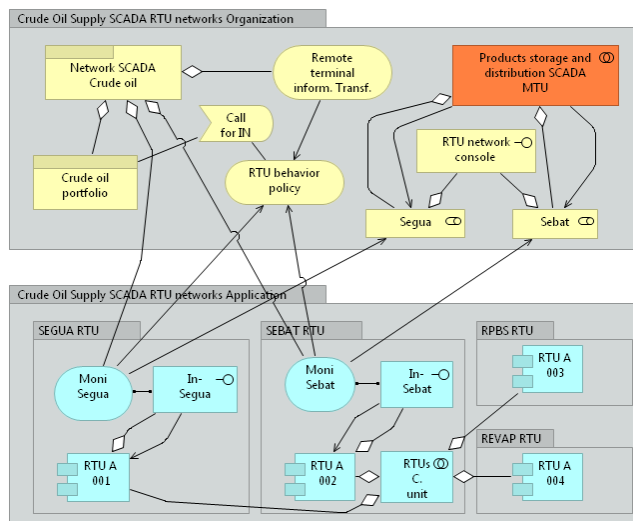 Crude Oil Supply SCADA RTU networks Organization
Network SCADA
Crude oil
Remote
terminal
inform. Transf.
Products storage and
distribution SCADA
MTU
Call
for IN
RTU network
console
Crude oil
portfolio
RTU behavior
policy
Segua
Sebat
Crude Oil Supply SCADA RTU networks Application
SEGUA RTU
SEBAT RTU
RPBS RTU
Moni
Segua
In-
Segua
Moni
Sebat
In-
Sebat
RTU A
003
REVAP RTU
RTU A
001
RTU A
002
RTUs
C.
unit
RTU A
004